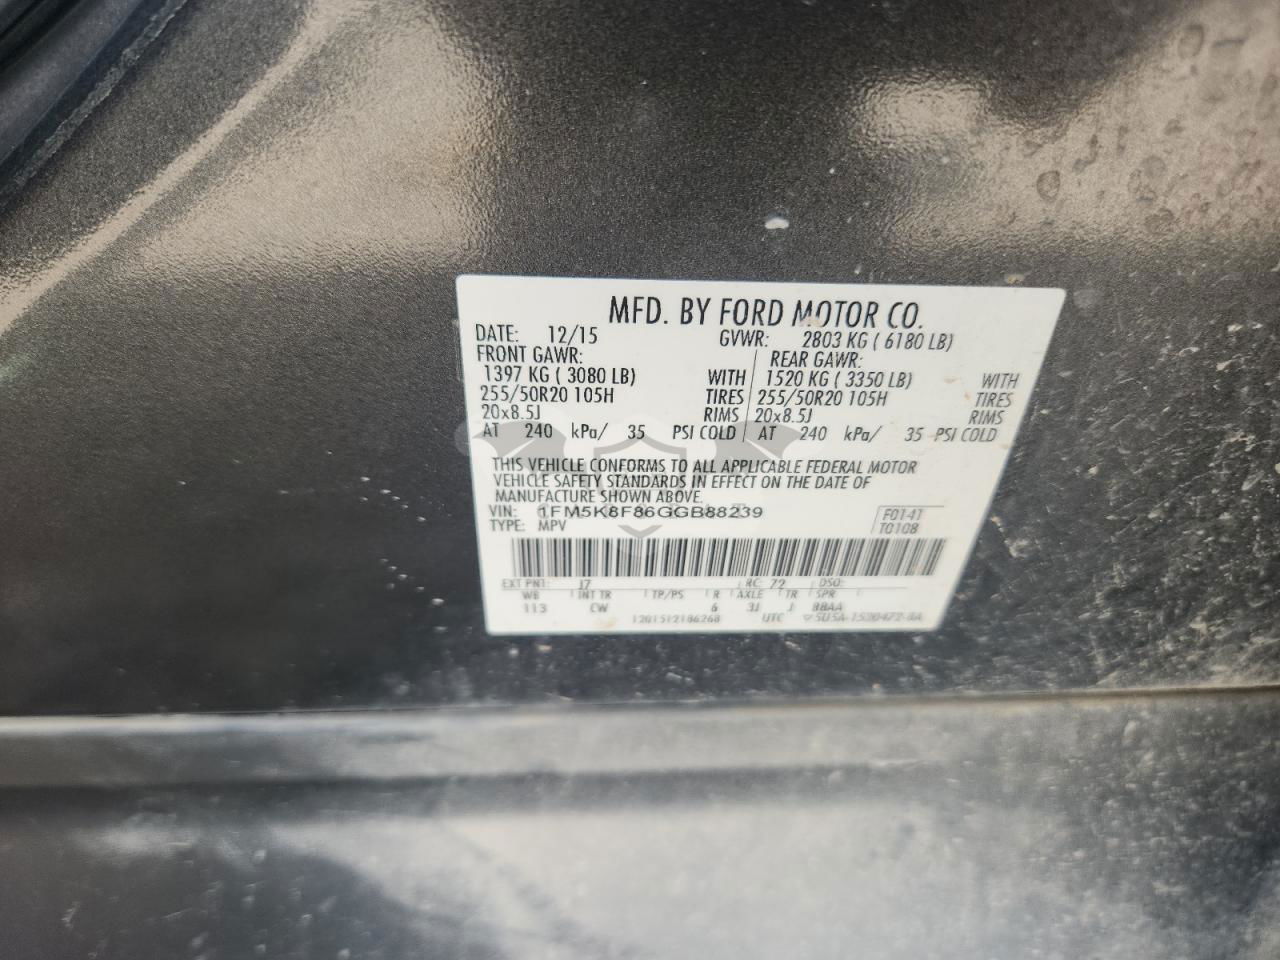 MFD. BY FORD MOTOR CO.
DATE: 12/15 GVWR: 2803 KG ( 6180 LB)
FRONT GAWR: REAR GAWR:
1397 KG ( 3080 LB) WITH 1520 KG ( 3350 LB) WITH
255/50R20 105H TIRES 255/50R20 105H TIRES
20x8.5J RIMS 20x8.5J RIMS
AT 240 kPa/ 35 PSI COLD AT 240 kPa/ 35 PSI COLD
THIS VEHICLE CONFORMS TO ALL APPLICABLE FEDERAL MOTOR
VEHICLE SAFETY STANDARDS IN EFFECT ON THE DATE OF
MANUFACTURE SHOWN ABOVE.
VIN: 1FM5K8F86GGB88239 F0141
TYPE: MPV T0108
EXT PNT: J7 RC: 72 DSO:
WB INT TR TP/PS R AXLE TR SPR
113 CW 6 3J J BBAA
UTC